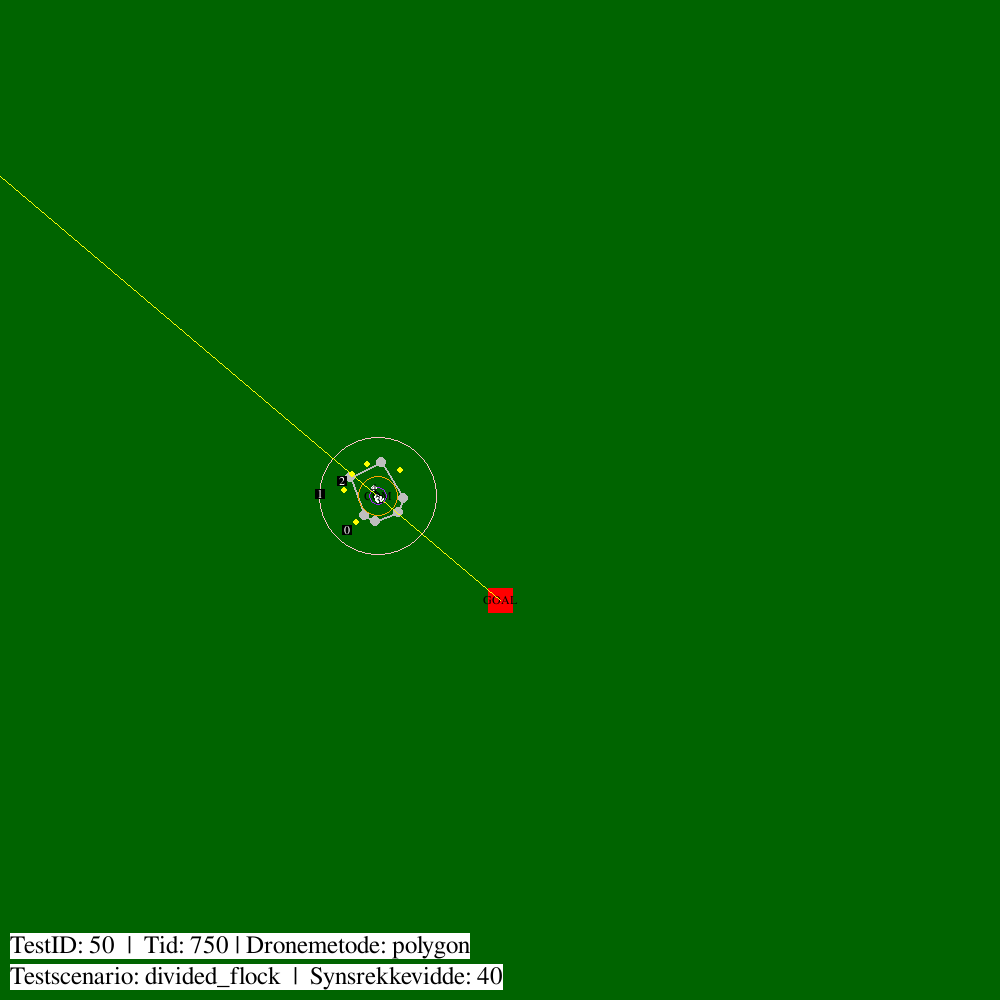 2
1
0
GOAL
TestID: 50 | Tid: 750 | Dronemetode: polygon
Testscenario: divided_flock | Synsrekkevidde: 40